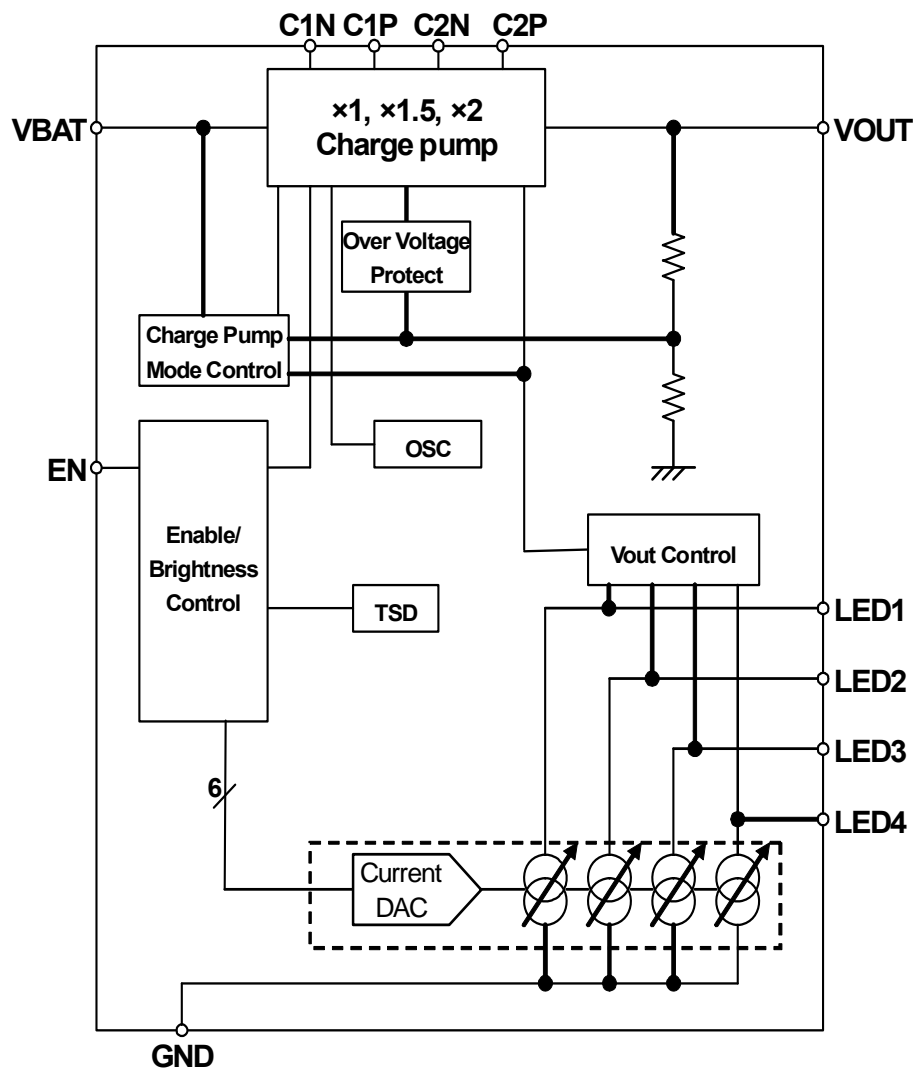 C1N C1P C2N C2P
×1, ×1.5, ×2
Charge pump
VBAT
VOUT
Over Voltage
Protect
Charge Pump
Mode Control
OSC
EN
Enable/
Brightness
Control
Vout Control
TSD
LED1
LED2
LED3
LED4
6
Current
DAC
GND